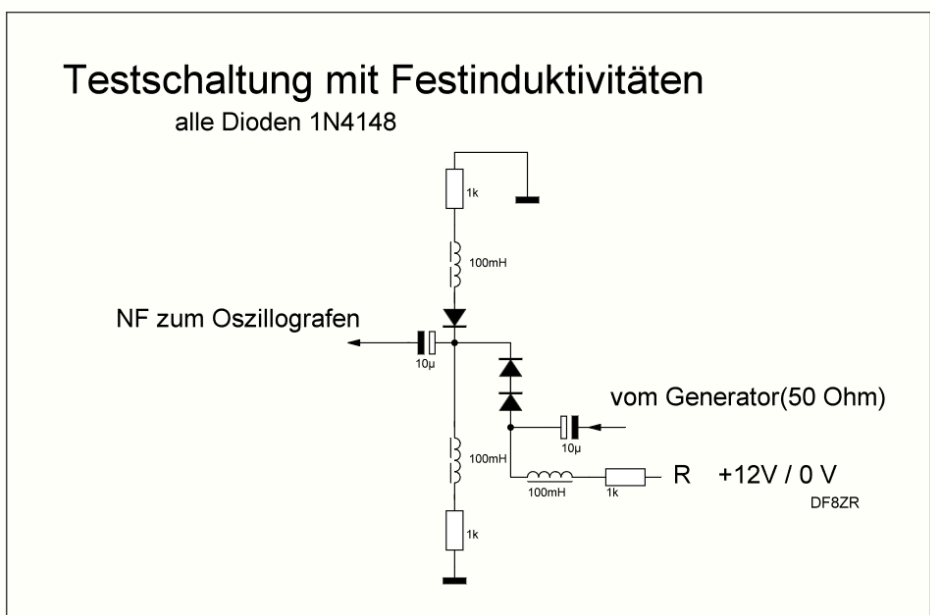 Testschaltung mit Festinduktivitäten
alle Dioden 1N4148
1k
100mH
NF zum Oszillografen
10µ
vom Generator(50 Ohm)
10µ
100mH
R +12V / 0 V
100mH
1k
DF8ZR
1k